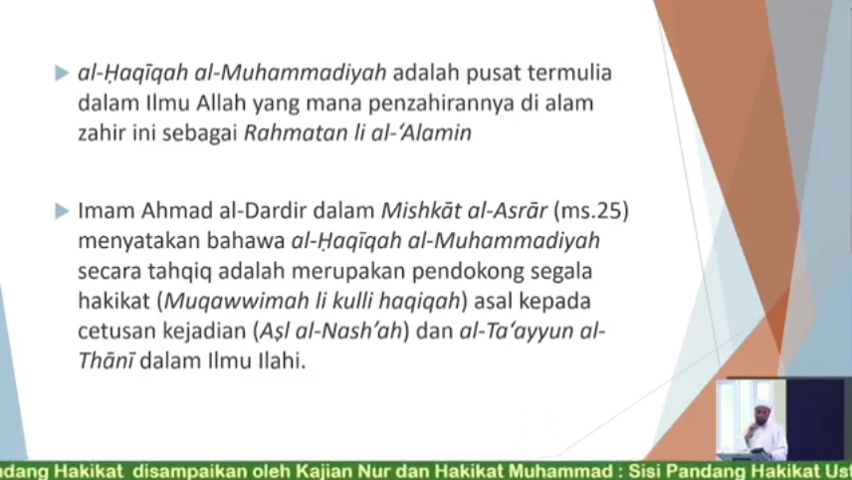 al-Ḥaqīqah al-Muhammadiyah adalah pusat termulia
dalam Ilmu Allah yang mana penzahirannya di alam
zahir ini sebagai Rahmatan li al-‘Alamin
Imam Ahmad al-Dardir dalam Mishkāt al-Asrār (ms.25)
menyatakan bahawa al-Ḥaqīqah al-Muhammadiyah
secara tahqiq adalah merupakan pendokong segala
hakikat (Muqawwimah li kulli haqiqah) asal kepada
cetusan kejadian (Aṣl al-Nash’ah) dan al-Ta‘ayyun al-
Thānī dalam Ilmu Ilahi.
ndang Hakikat disampaikan oleh Kajian Nur dan Hakikat Muhammad : Sisi Pandang Hakikat Ust